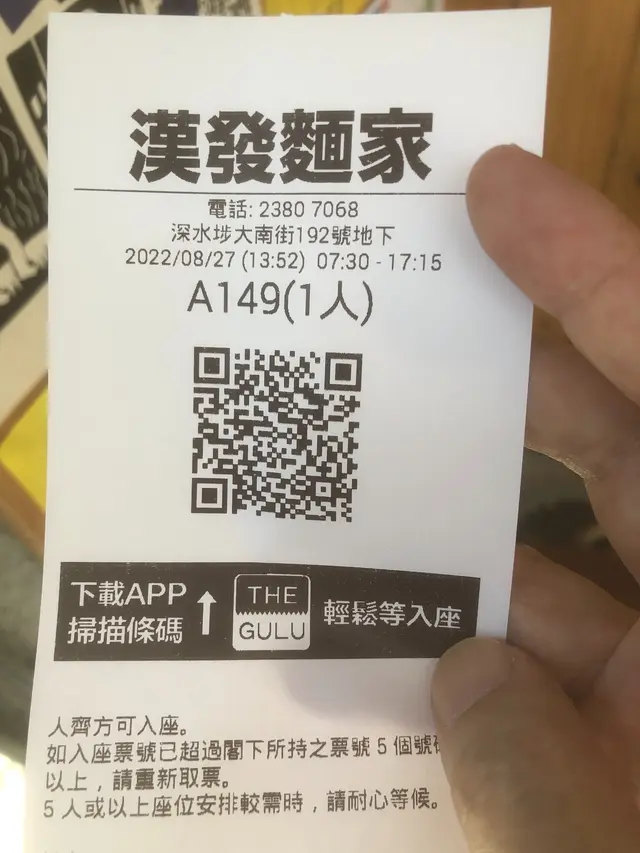 漢發麵家
電話: 2380 7068
深水埗大南街192號地下
2022/08/27 (13:52)  07:30 - 17:15
A149(1人)
下載APP
掃描條碼
THE
GULU
輕鬆等入座
人齊方可入座。
如入座票號已超過閣下所持之票號 5 個號
以上，請重新取票。
5 人或以上座位安排較需時，請耐心等候。